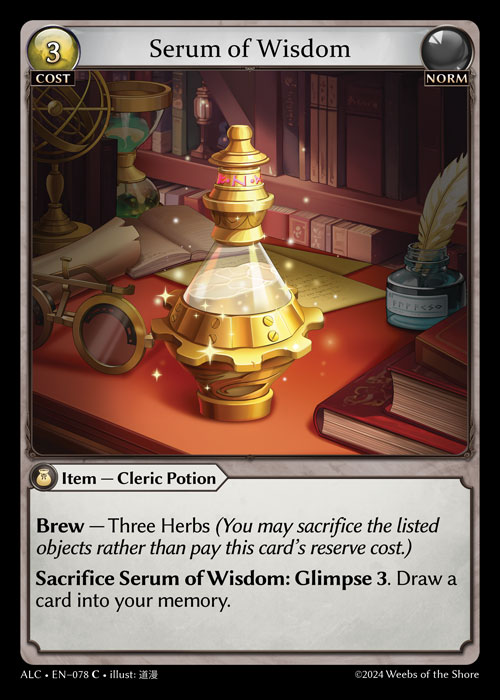 3
Serum of Wisdom
COST
NORM
Item — Cleric Potion
Brew — Three Herbs (You may sacrifice the listed
objects rather than pay this card's reserve cost.)
Sacrifice Serum of Wisdom: Glimpse 3. Draw a
card into your memory.
ALC • EN–078 C • illust: 道漫
©2024 Weebs of the Shore